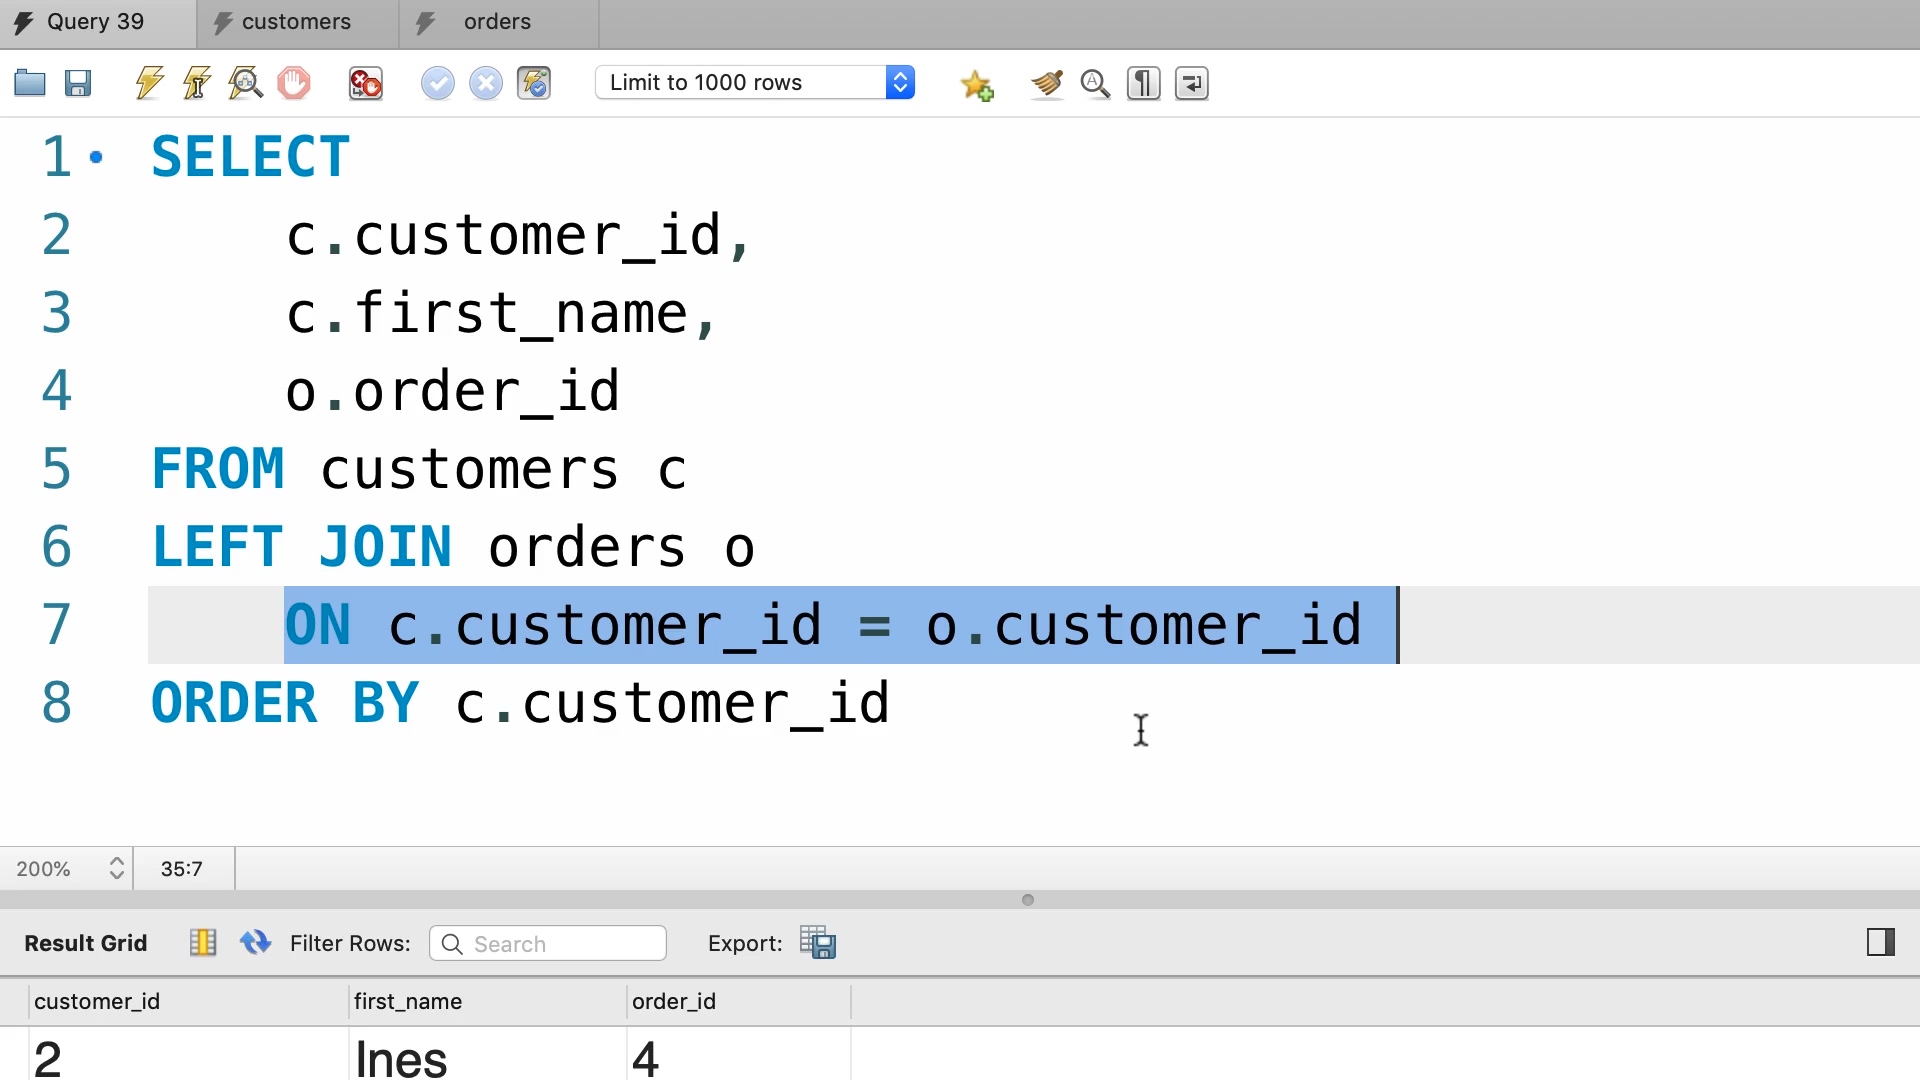 Query 39 customers orders
Limit to 1000 rows
1 SELECT
2 c.customer_id,
3 c.first_name,
4 o.order_id
5 FROM customers c
6 LEFT JOIN orders o
7 ON c.customer_id = o.customer_id
8 ORDER BY c.customer_id
200% 35:7
Result Grid Filter Rows: Search Export:
customer_id first_name order_id
2 Ines 4